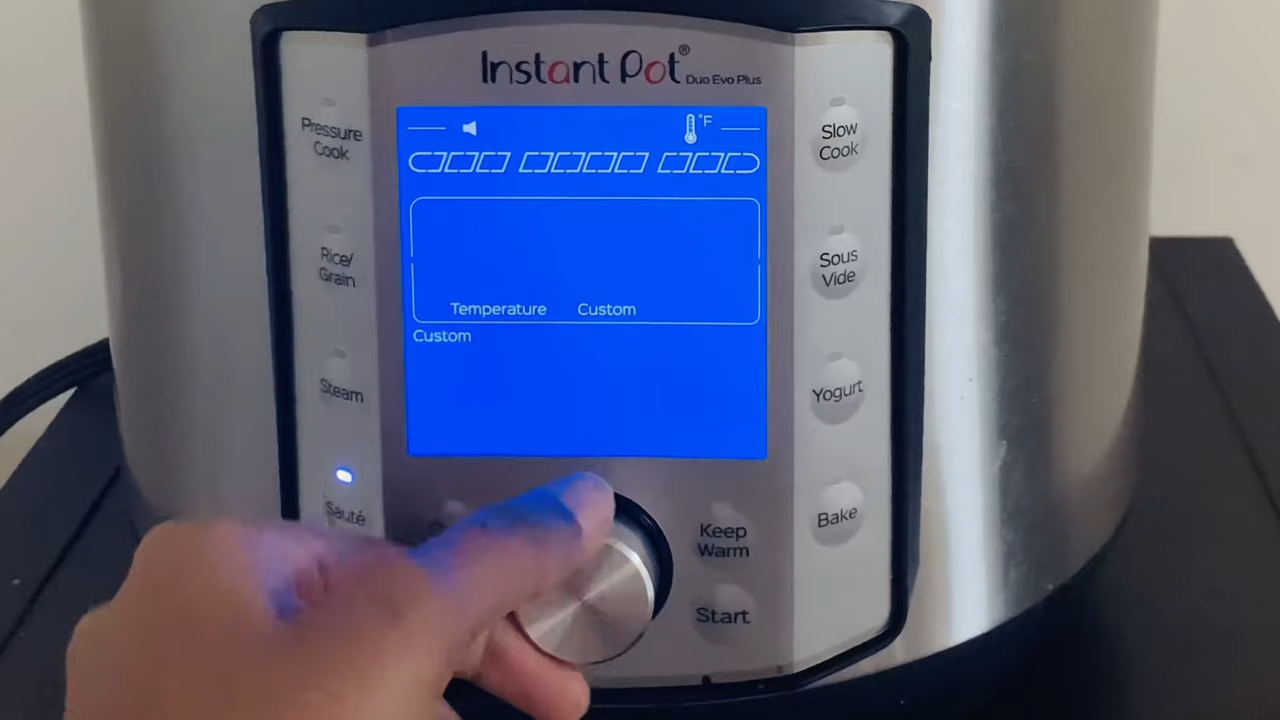 Instant Pot®
Duo Evo Plus
Pressure
Cook
Rice/
Grain
Steam
Sauté
°F
Temperature Custom
Custom
Slow
Cook
Sous
Vide
Yogurt
Bake
Keep
Warm
Start